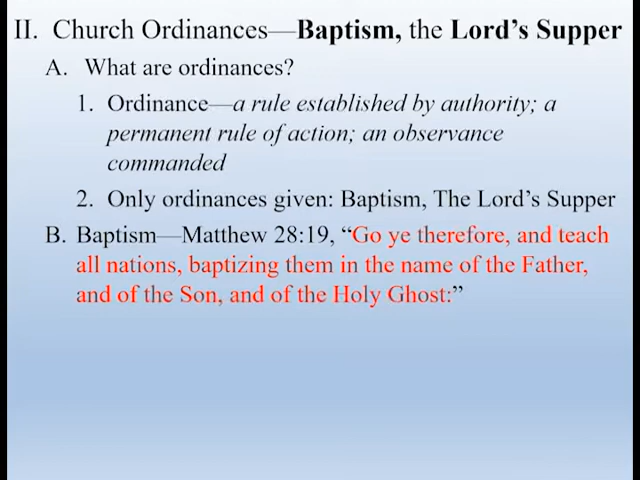 II. Church Ordinances—Baptism, the Lord’s Supper
A. What are ordinances?
1. Ordinance—a rule established by authority; a
permanent rule of action; an observance
commanded
2. Only ordinances given: Baptism, The Lord’s Supper
B. Baptism—Matthew 28:19, “Go ye therefore, and teach
all nations, baptizing them in the name of the Father,
and of the Son, and of the Holy Ghost:”